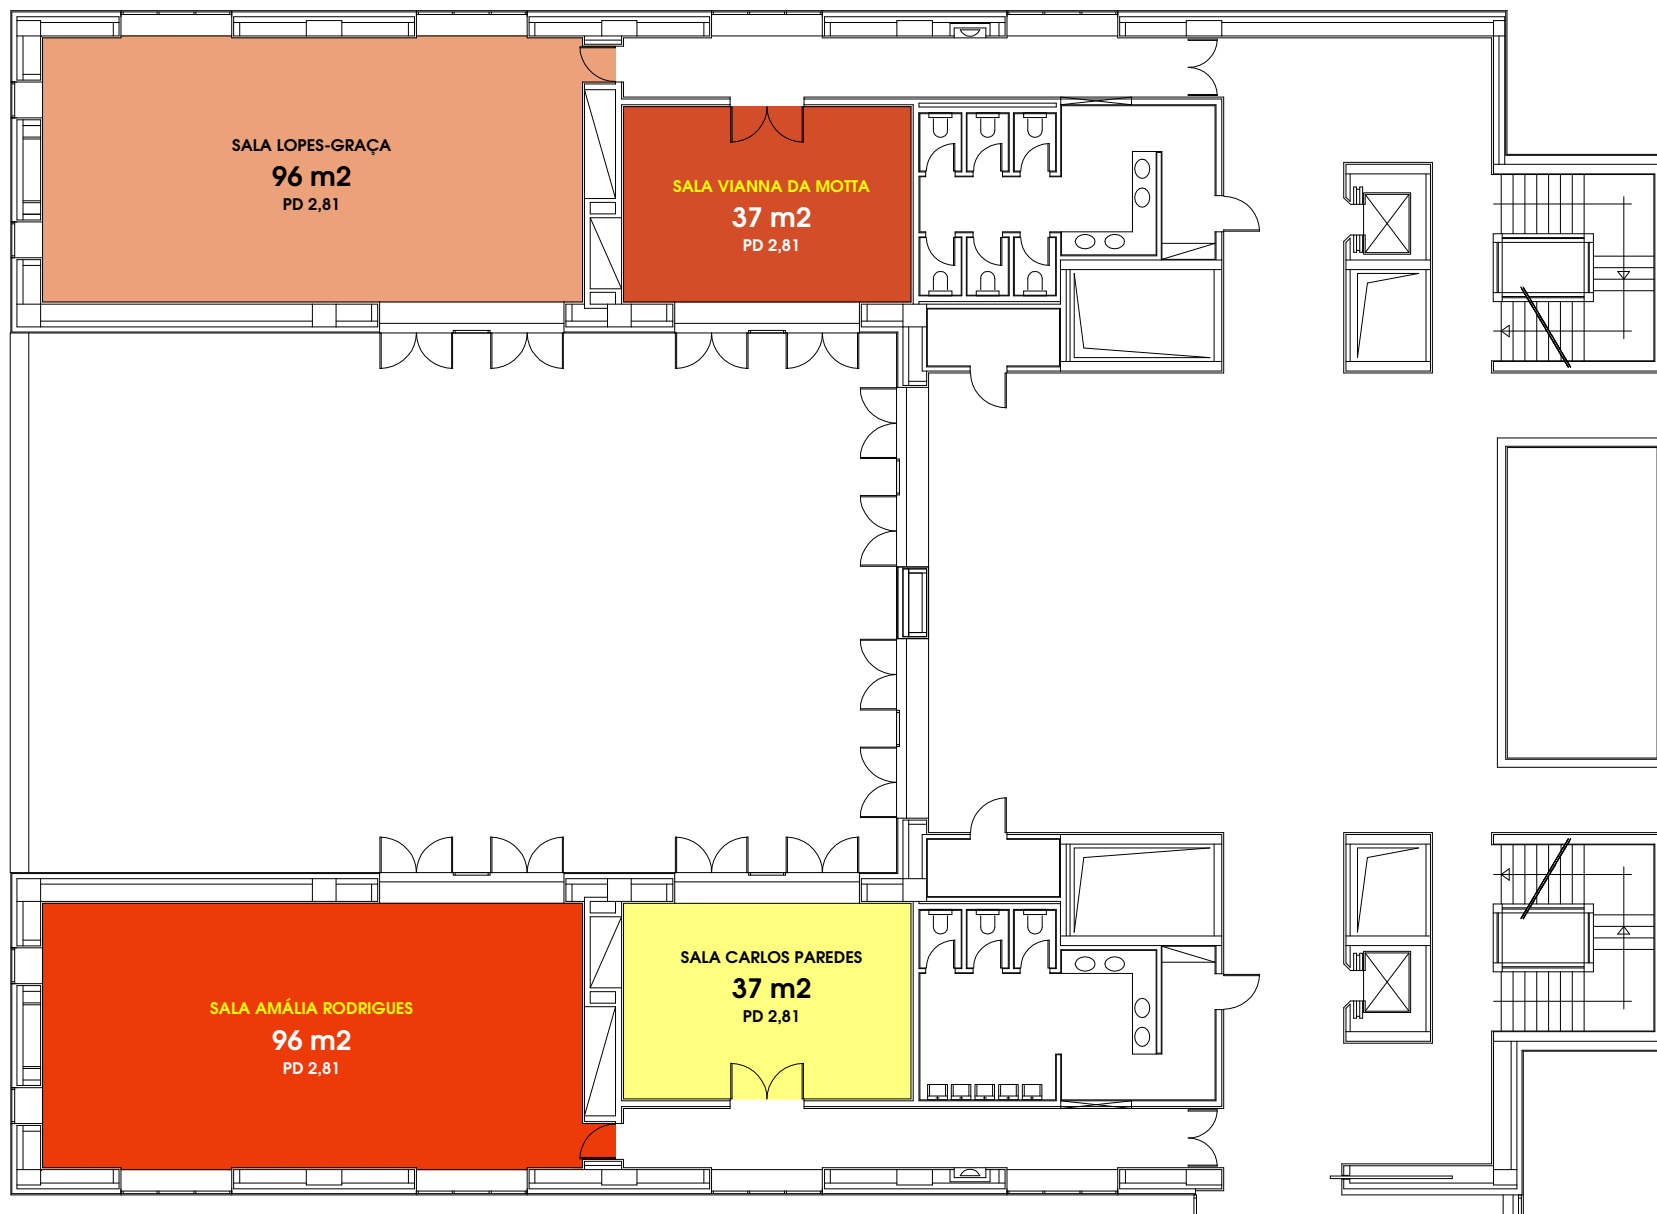 SALA LOPES-GRAÇA
96 m2
PD 2,81
SALA VIANNA DA MOTTA
37 m2
PD 2,81
SALA CARLOS PAREDES
37 m2
PD 2,81
SALA AMÁLIA RODRIGUES
96 m2
PD 2,81